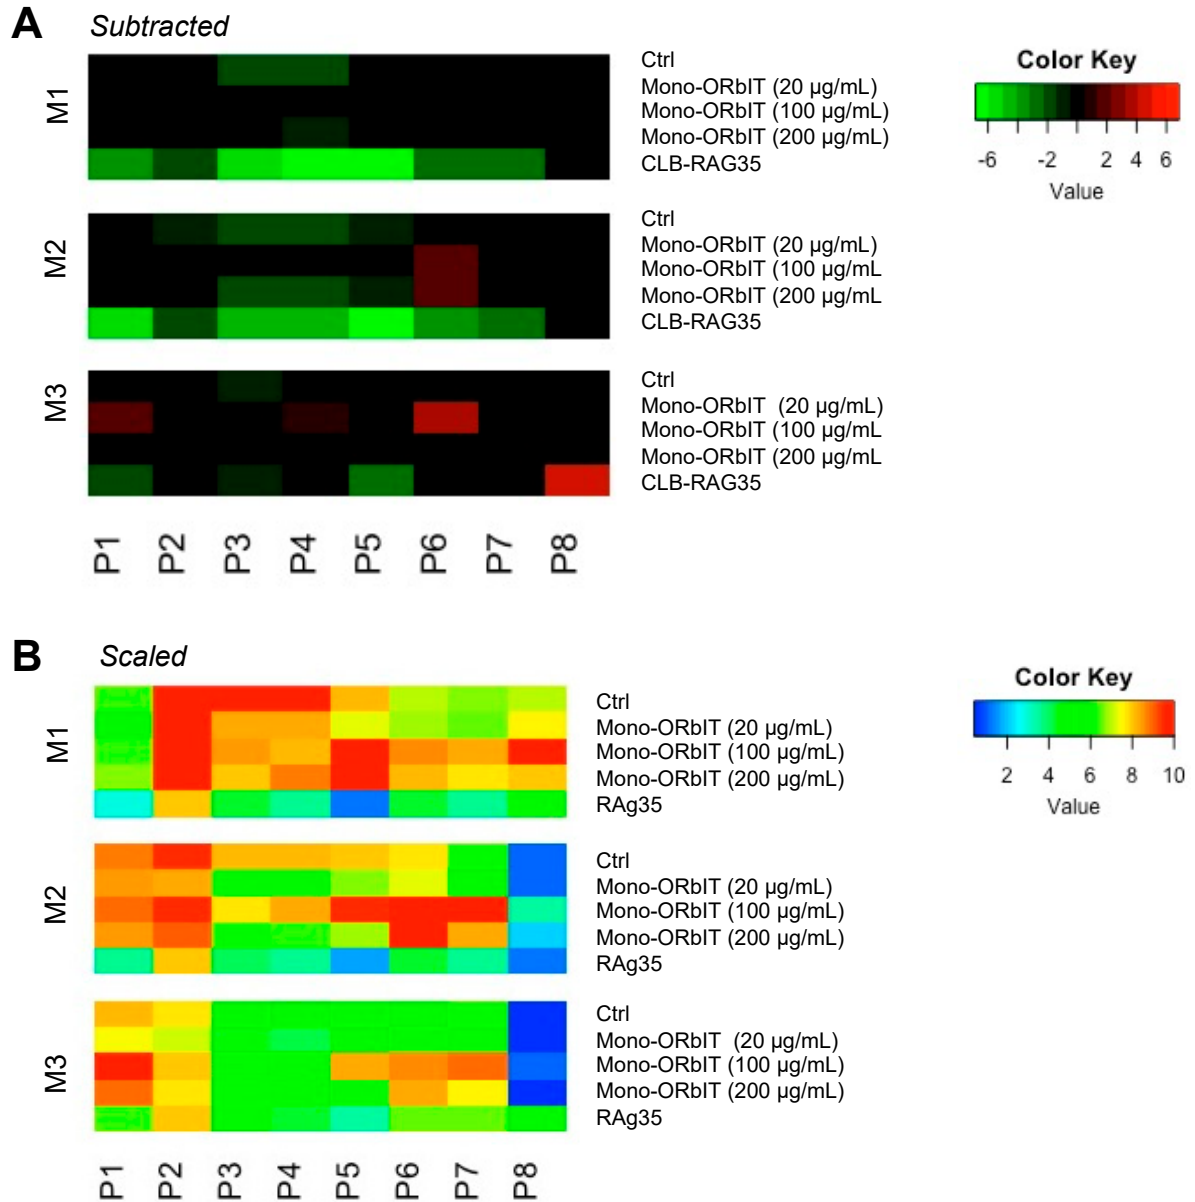 A
Subtracted
M1
Ctrl
Mono-ORbIT (20 µg/mL)
Mono-ORbIT (100 µg/mL)
Mono-ORbIT (200 µg/mL)
CLB-RAG35
Color Key
-6 -2 2 4 6
Value
M2
Ctrl
Mono-ORbIT (20 µg/mL)
Mono-ORbIT (100 µg/mL
Mono-ORbIT (200 µg/mL
CLB-RAG35
M3
Ctrl
Mono-ORbIT  (20 µg/mL)
Mono-ORbIT (100 µg/mL
Mono-ORbIT (200 µg/mL
CLB-RAG35
P1 P2 P3 P4 P5 P6 P7 P8
B
Scaled
M1
Ctrl
Mono-ORbIT (20 µg/mL)
Mono-ORbIT (100 µg/mL)
Mono-ORbIT (200 µg/mL)
RAg35
Color Key
2 4 6 8 10
Value
M2
Ctrl
Mono-ORbIT (20 µg/mL)
Mono-ORbIT (100 µg/mL)
Mono-ORbIT (200 µg/mL)
RAg35
M3
Ctrl
Mono-ORbIT  (20 µg/mL)
Mono-ORbIT (100 µg/mL)
Mono-ORbIT (200 µg/mL)
RAg35
P1 P2 P3 P4 P5 P6 P7 P8